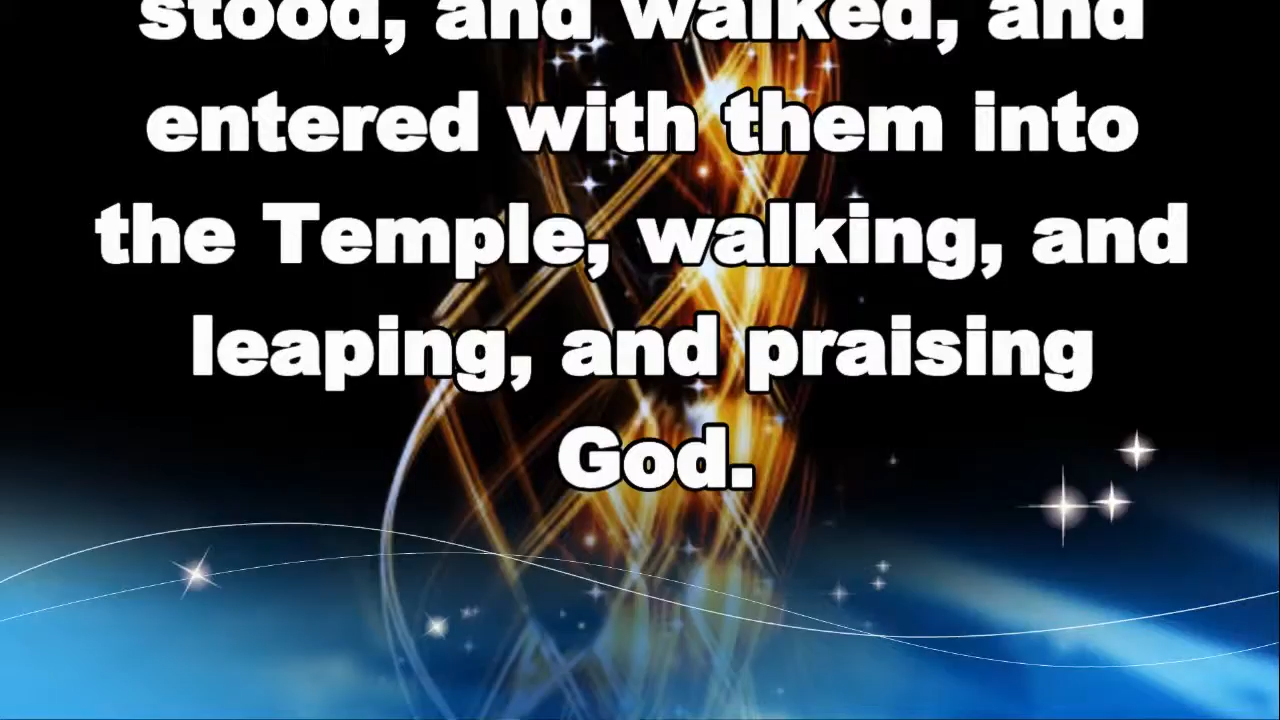 stood, and walked, and
entered with them into
the Temple, walking, and
leaping, and praising
God.